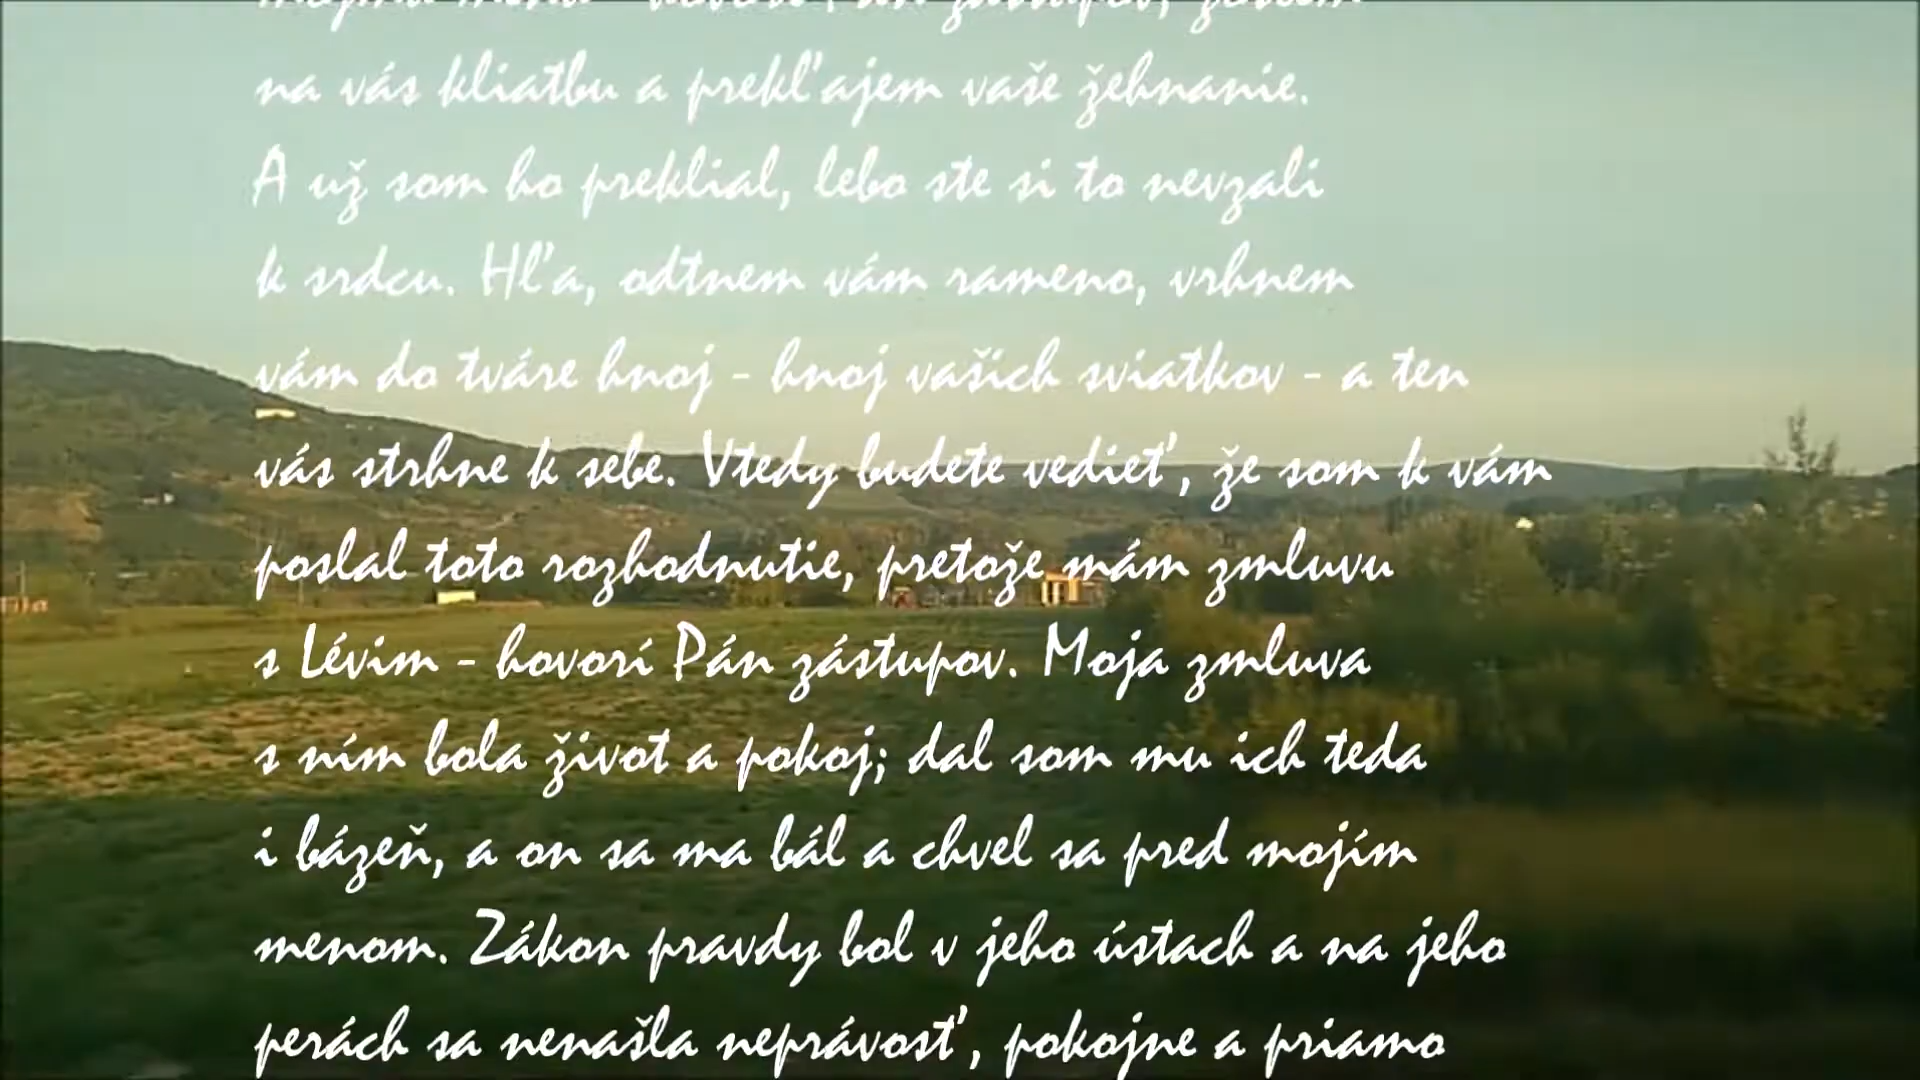 na vás kliatbu a prekľajem vaše žehnanie.
A už som ho preklial, lebo ste si to nevzali
k srdcu. Hľa, odtnem vám rameno, vrhnem
vám do tváre hnoj - hnoj vašich sviatkov - a ten
vás strhne k sebe. Vtedy budete vedieť, že som k vám
poslal toto rozhodnutie, pretože mám zmluvu
s Lévim - hovorí Pán zástupov. Moja zmluva
s ním bola život a pokoj; dal som mu ich teda
i bázeň, a on sa ma bál a chvel sa pred mojím
menom. Zákon pravdy bol v jeho ústach a na jeho
perách sa nenašla neprávosť, pokojne a priamo